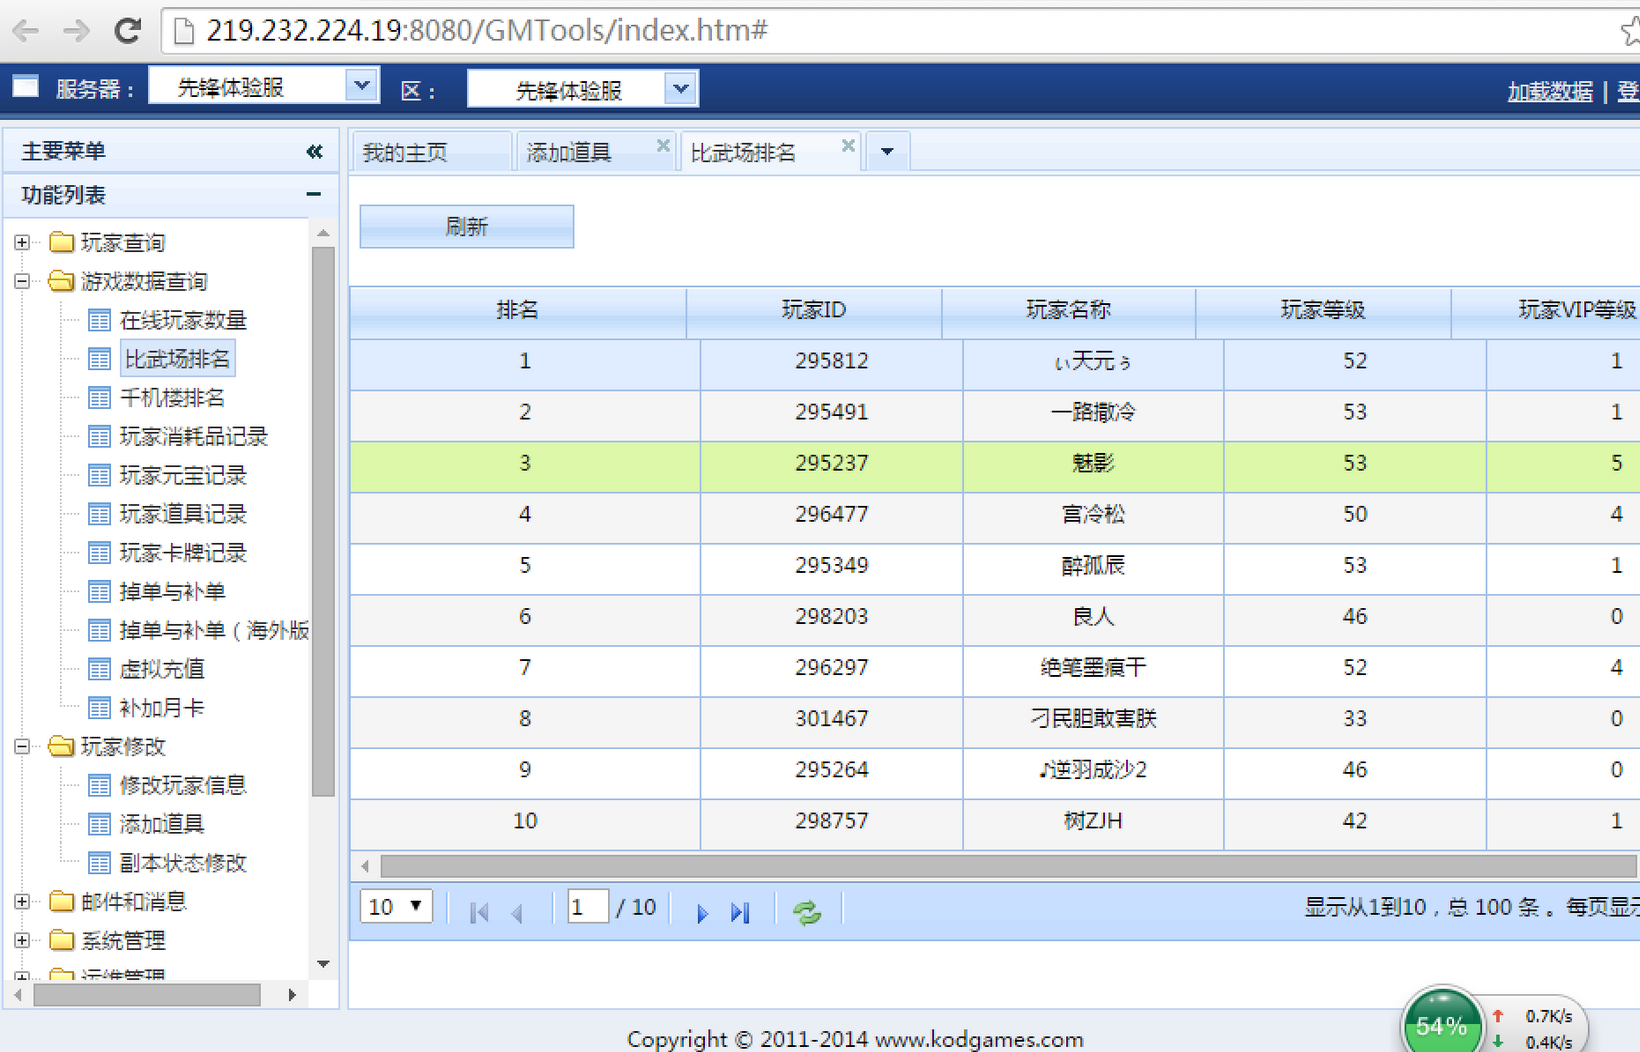 219.232.224.19:8080/GMTools/index.htm#
服务器： 先锋体验服 区： 先锋体验服 加载数据 | 登
主要菜单
功能列表
玩家查询
游戏数据查询
在线玩家数量
比武场排名
千机楼排名
玩家消耗品记录
玩家元宝记录
玩家道具记录
玩家卡牌记录
掉单与补单
掉单与补单（海外版
虚拟充值
补加月卡
玩家修改
修改玩家信息
添加道具
副本状态修改
邮件和消息
系统管理
运维管理
我的主页 添加道具 比武场排名
刷新
排名 玩家ID 玩家名称 玩家等级 玩家VIP等级
1 295812 ぃ天元ぅ 52 1
2 295491 一路撒冷 53 1
3 295237 魅影 53 5
4 296477 宫冷松 50 4
5 295349 醉孤辰 53 1
6 298203 良人 46 0
7 296297 绝笔墨痕干 52 4
8 301467 刁民胆敢害朕 33 0
9 295264 ♪逆羽成沙2 46 0
10 298757 树ZJH 42 1
10 1 / 10 显示从1到10，总 100 条 。每页显示
Copyright © 2011-2014 www.kodgames.com
54% 0.7K/s
0.4K/s